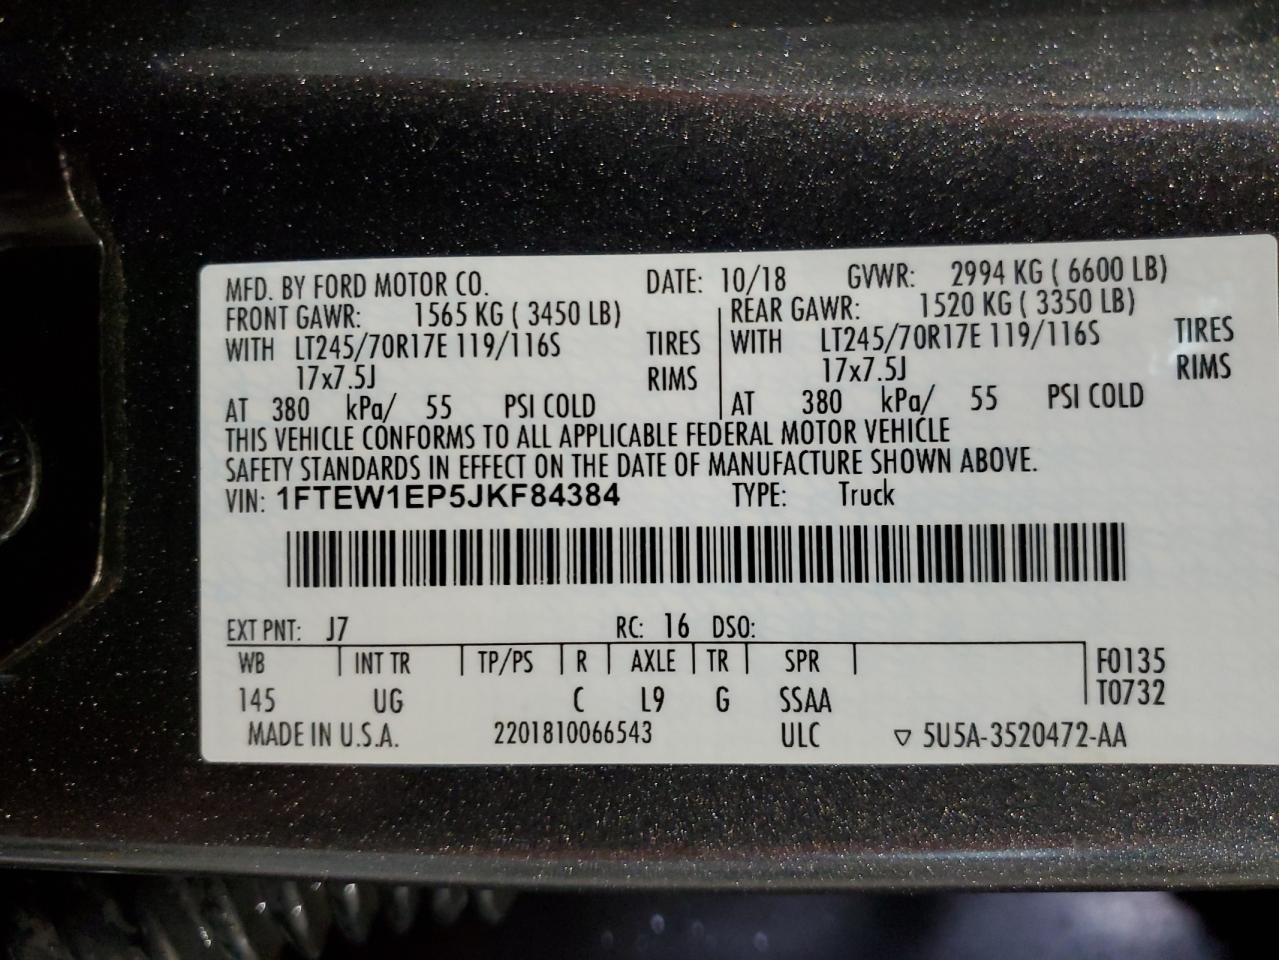 MFD. BY FORD MOTOR CO. DATE: 10/18 GVWR: 2994 KG ( 6600 LB)
FRONT GAWR: 1565 KG ( 3450 LB) REAR GAWR: 1520 KG ( 3350 LB)
WITH LT245/70R17E 119/116S TIRES WITH LT245/70R17E 119/116S TIRES
17x7.5J RIMS 17x7.5J RIMS
AT 380 kPa/ 55 PSI COLD AT 380 kPa/ 55 PSI COLD
THIS VEHICLE CONFORMS TO ALL APPLICABLE FEDERAL MOTOR VEHICLE
SAFETY STANDARDS IN EFFECT ON THE DATE OF MANUFACTURE SHOWN ABOVE.
VIN: 1FTEW1EP5JKF84384 TYPE: Truck
EXT PNT: J7 RC: 16 DSO:
WB INT TR TP/PS R AXLE TR SPR F0135
145 UG C L9 G SSAA T0732
MADE IN U.S.A. 2201810066543 ULC ▽ 5U5A-3520472-AA